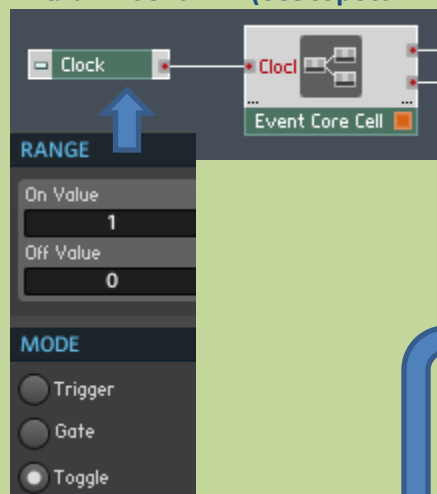 Clock
Clocl
...
...
Event Core Cell
RANGE
On Value
1
Off Value
0
MODE
Trigger
Gate
Toggle